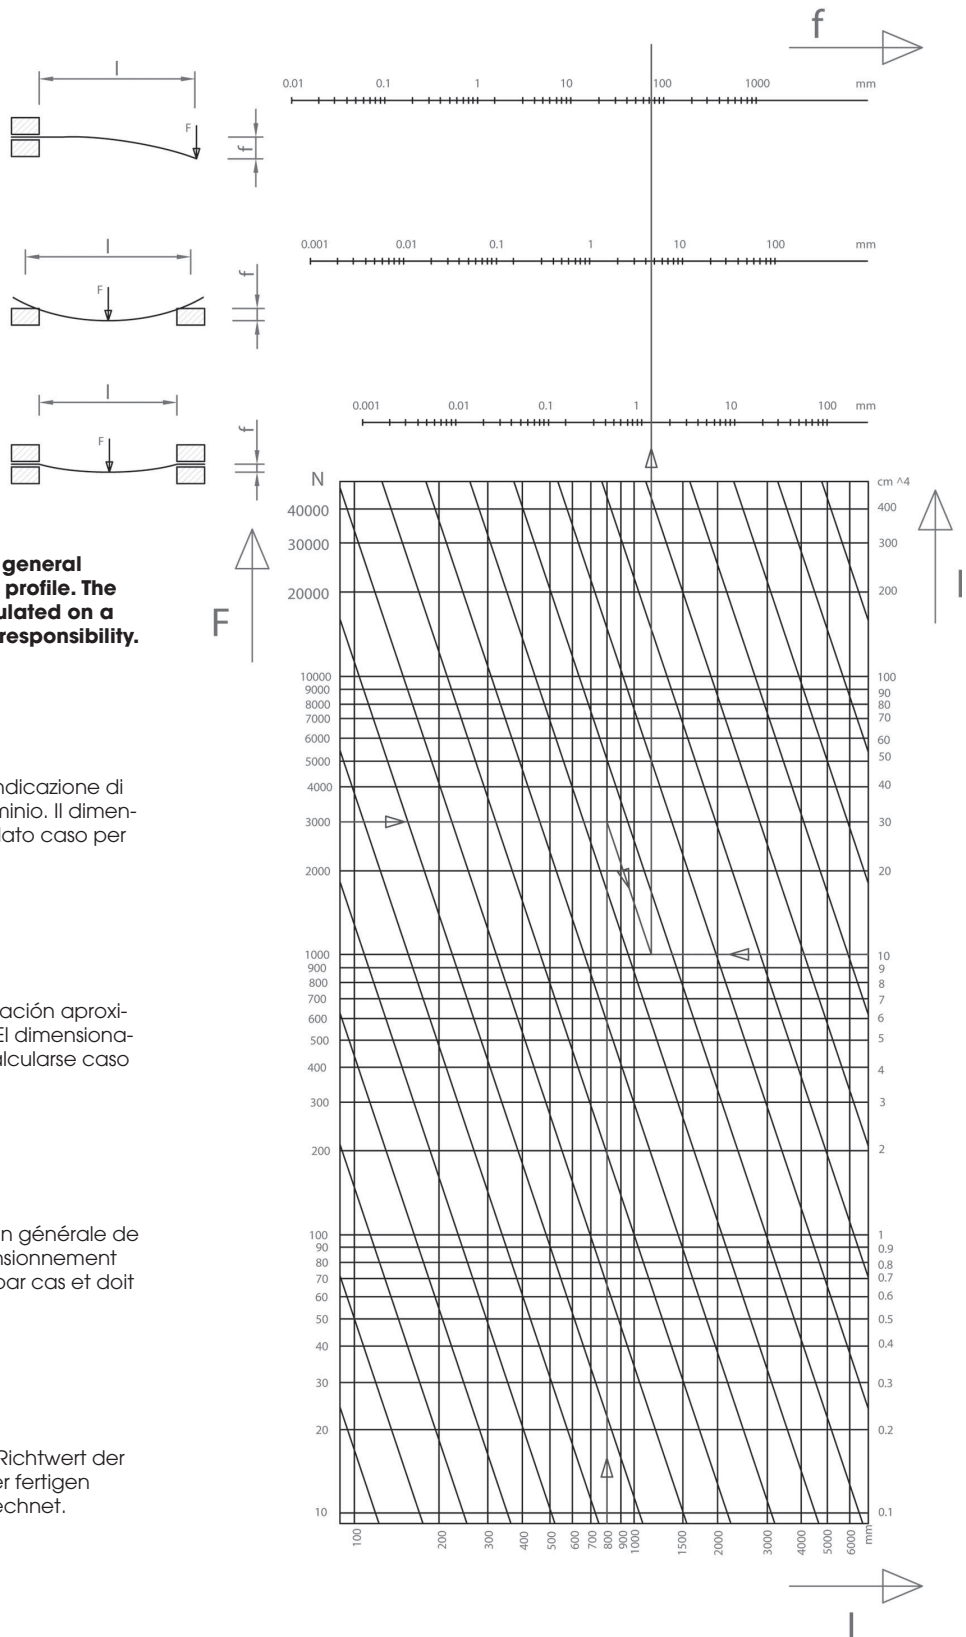 f
0.01 0.1 1 10 100 1000 mm
l
F
f
0.001 0.01 0.1 1 10 100 mm
l
F
f
0.001 0.01 0.1 1 10 100 mm
l
F
f
N
cm ^4
40000
30000
20000
10000
9000
8000
7000
6000
5000
4000
3000
2000
1000
900
800
700
600
500
400
300
200
100
90
80
70
60
50
40
30
20
10
400
300
200
100
90
80
70
60
50
40
30
20
10
9
8
7
6
5
4
3
2
1
0.9
0.8
0.7
0.6
0.5
0.4
0.3
0.2
0.1
F
general
profile. The
ulated on a
responsibility.
ndicazione di
minio. Il dimen-
lato caso per
ación aproxi-
El dimensiona-
alcularse caso
n générale de
nsionnement
par cas et doit
Richtwert der
er fertigen
echnet.
100 200 300 400 500 600 700 800 900 1000 1500 2000 3000 4000 5000 6000 mm
l